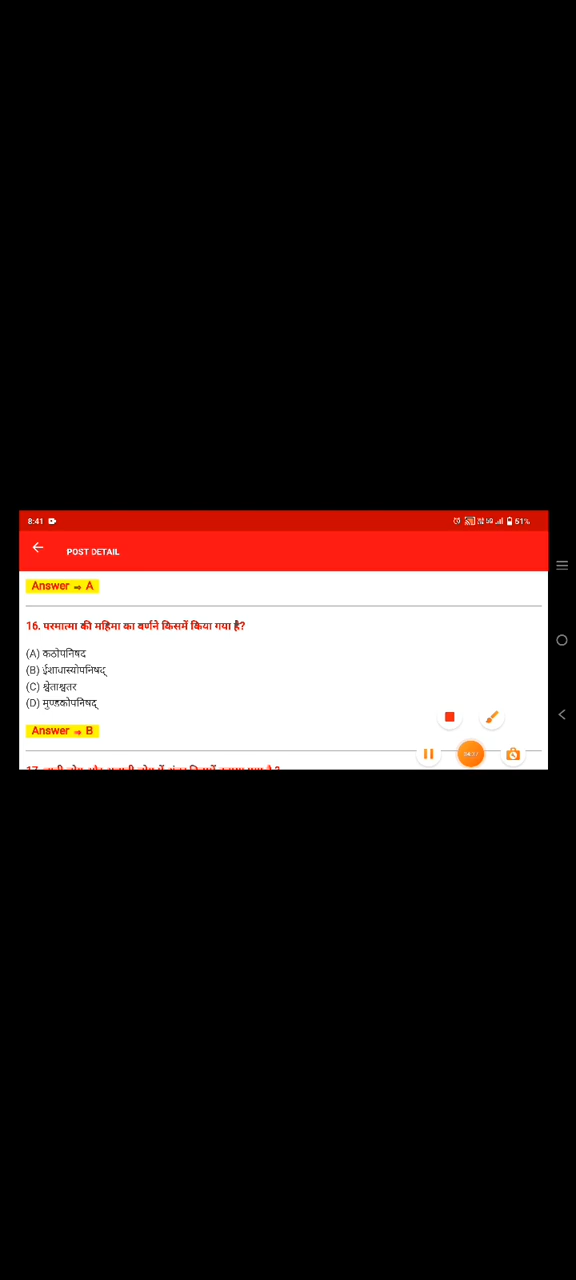 8:41
51%
POST DETAIL
Answer ⇒ A
16. परमात्मा की महिमा का वर्णने किसमें किया गया है?
(A) कठोपनिषद
(B) ईशाधास्योपनिषद्
(C) श्वेताश्वतर
(D) मुण्डकोपनिषद्
Answer ⇒ B